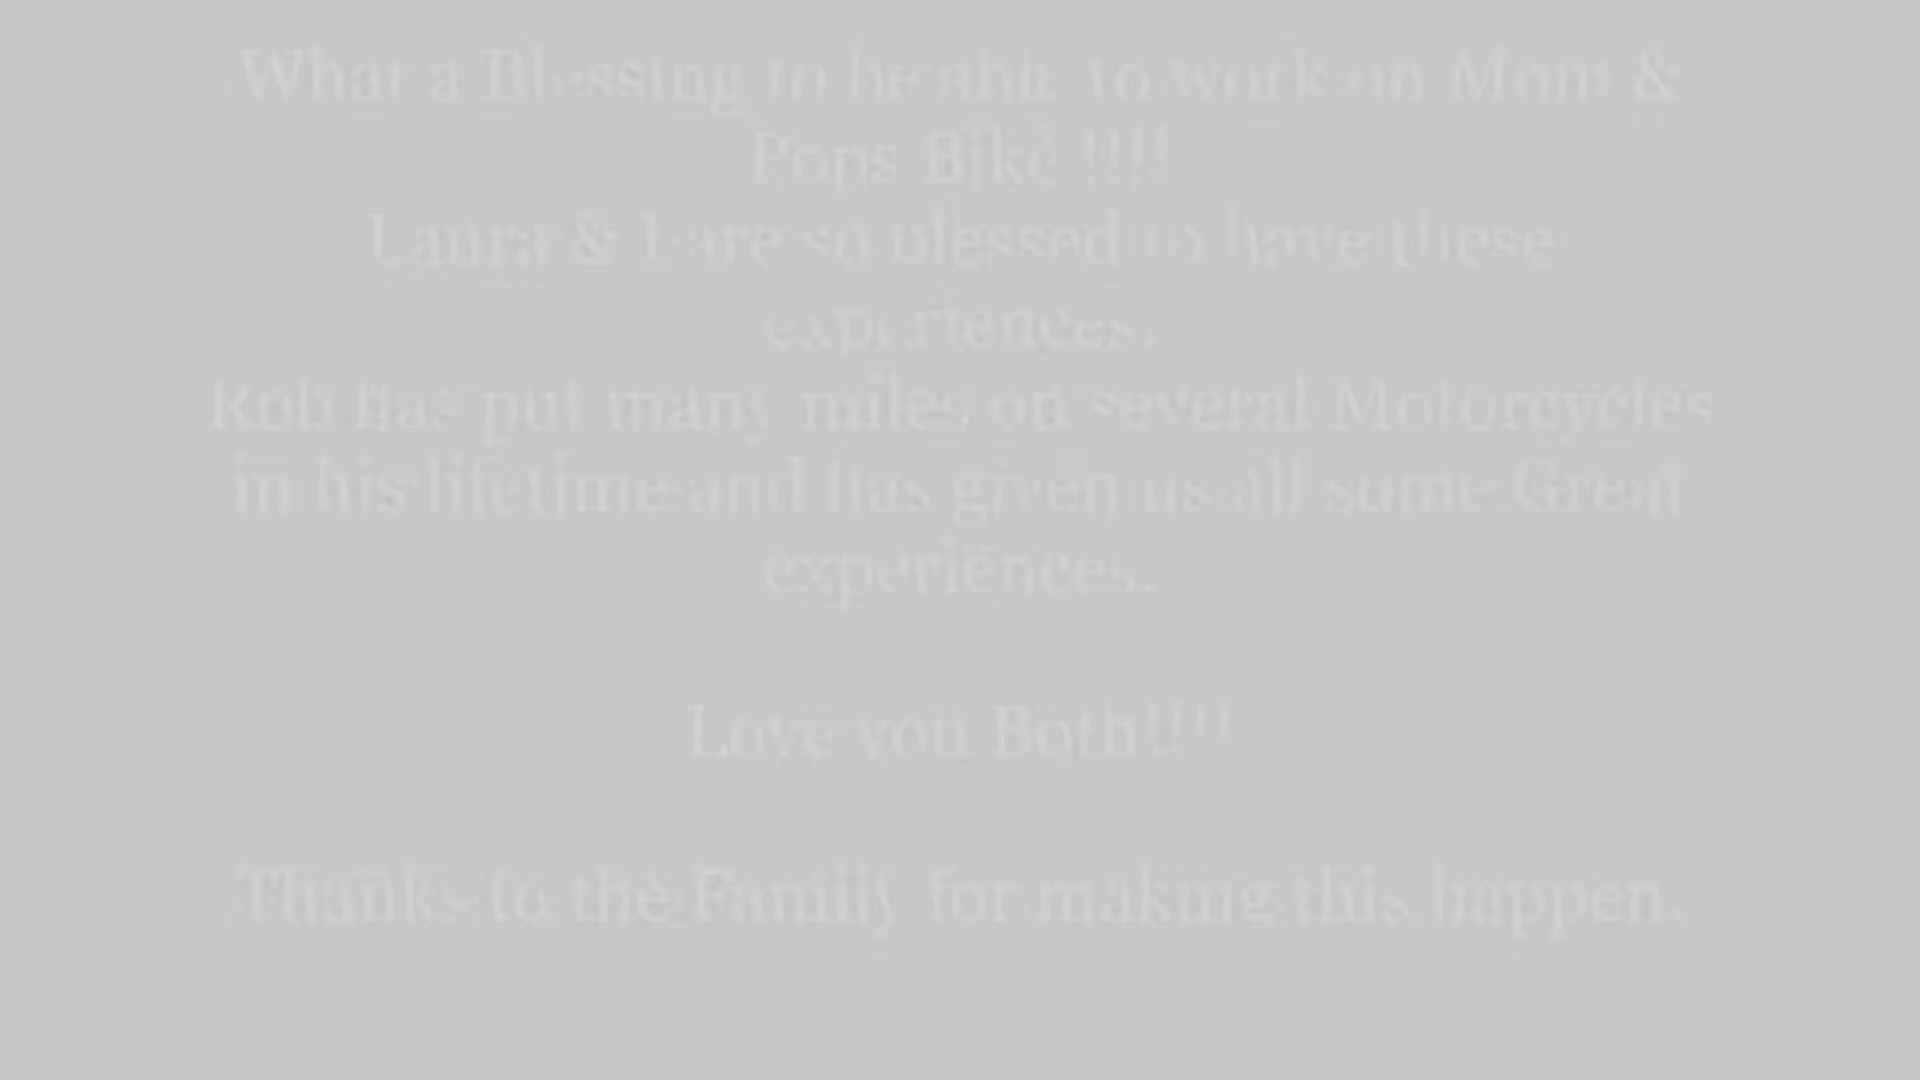 What a Blessing to be able to work on Mom &
Pops Bike !!!!
Laura & I are so blessed to have these
experiences.
Rob has put many miles on several Motorcycles
in his lifetime and has given us all some Great
experiences.
Love you Both!!!!
Thanks to the Family for making this happen.